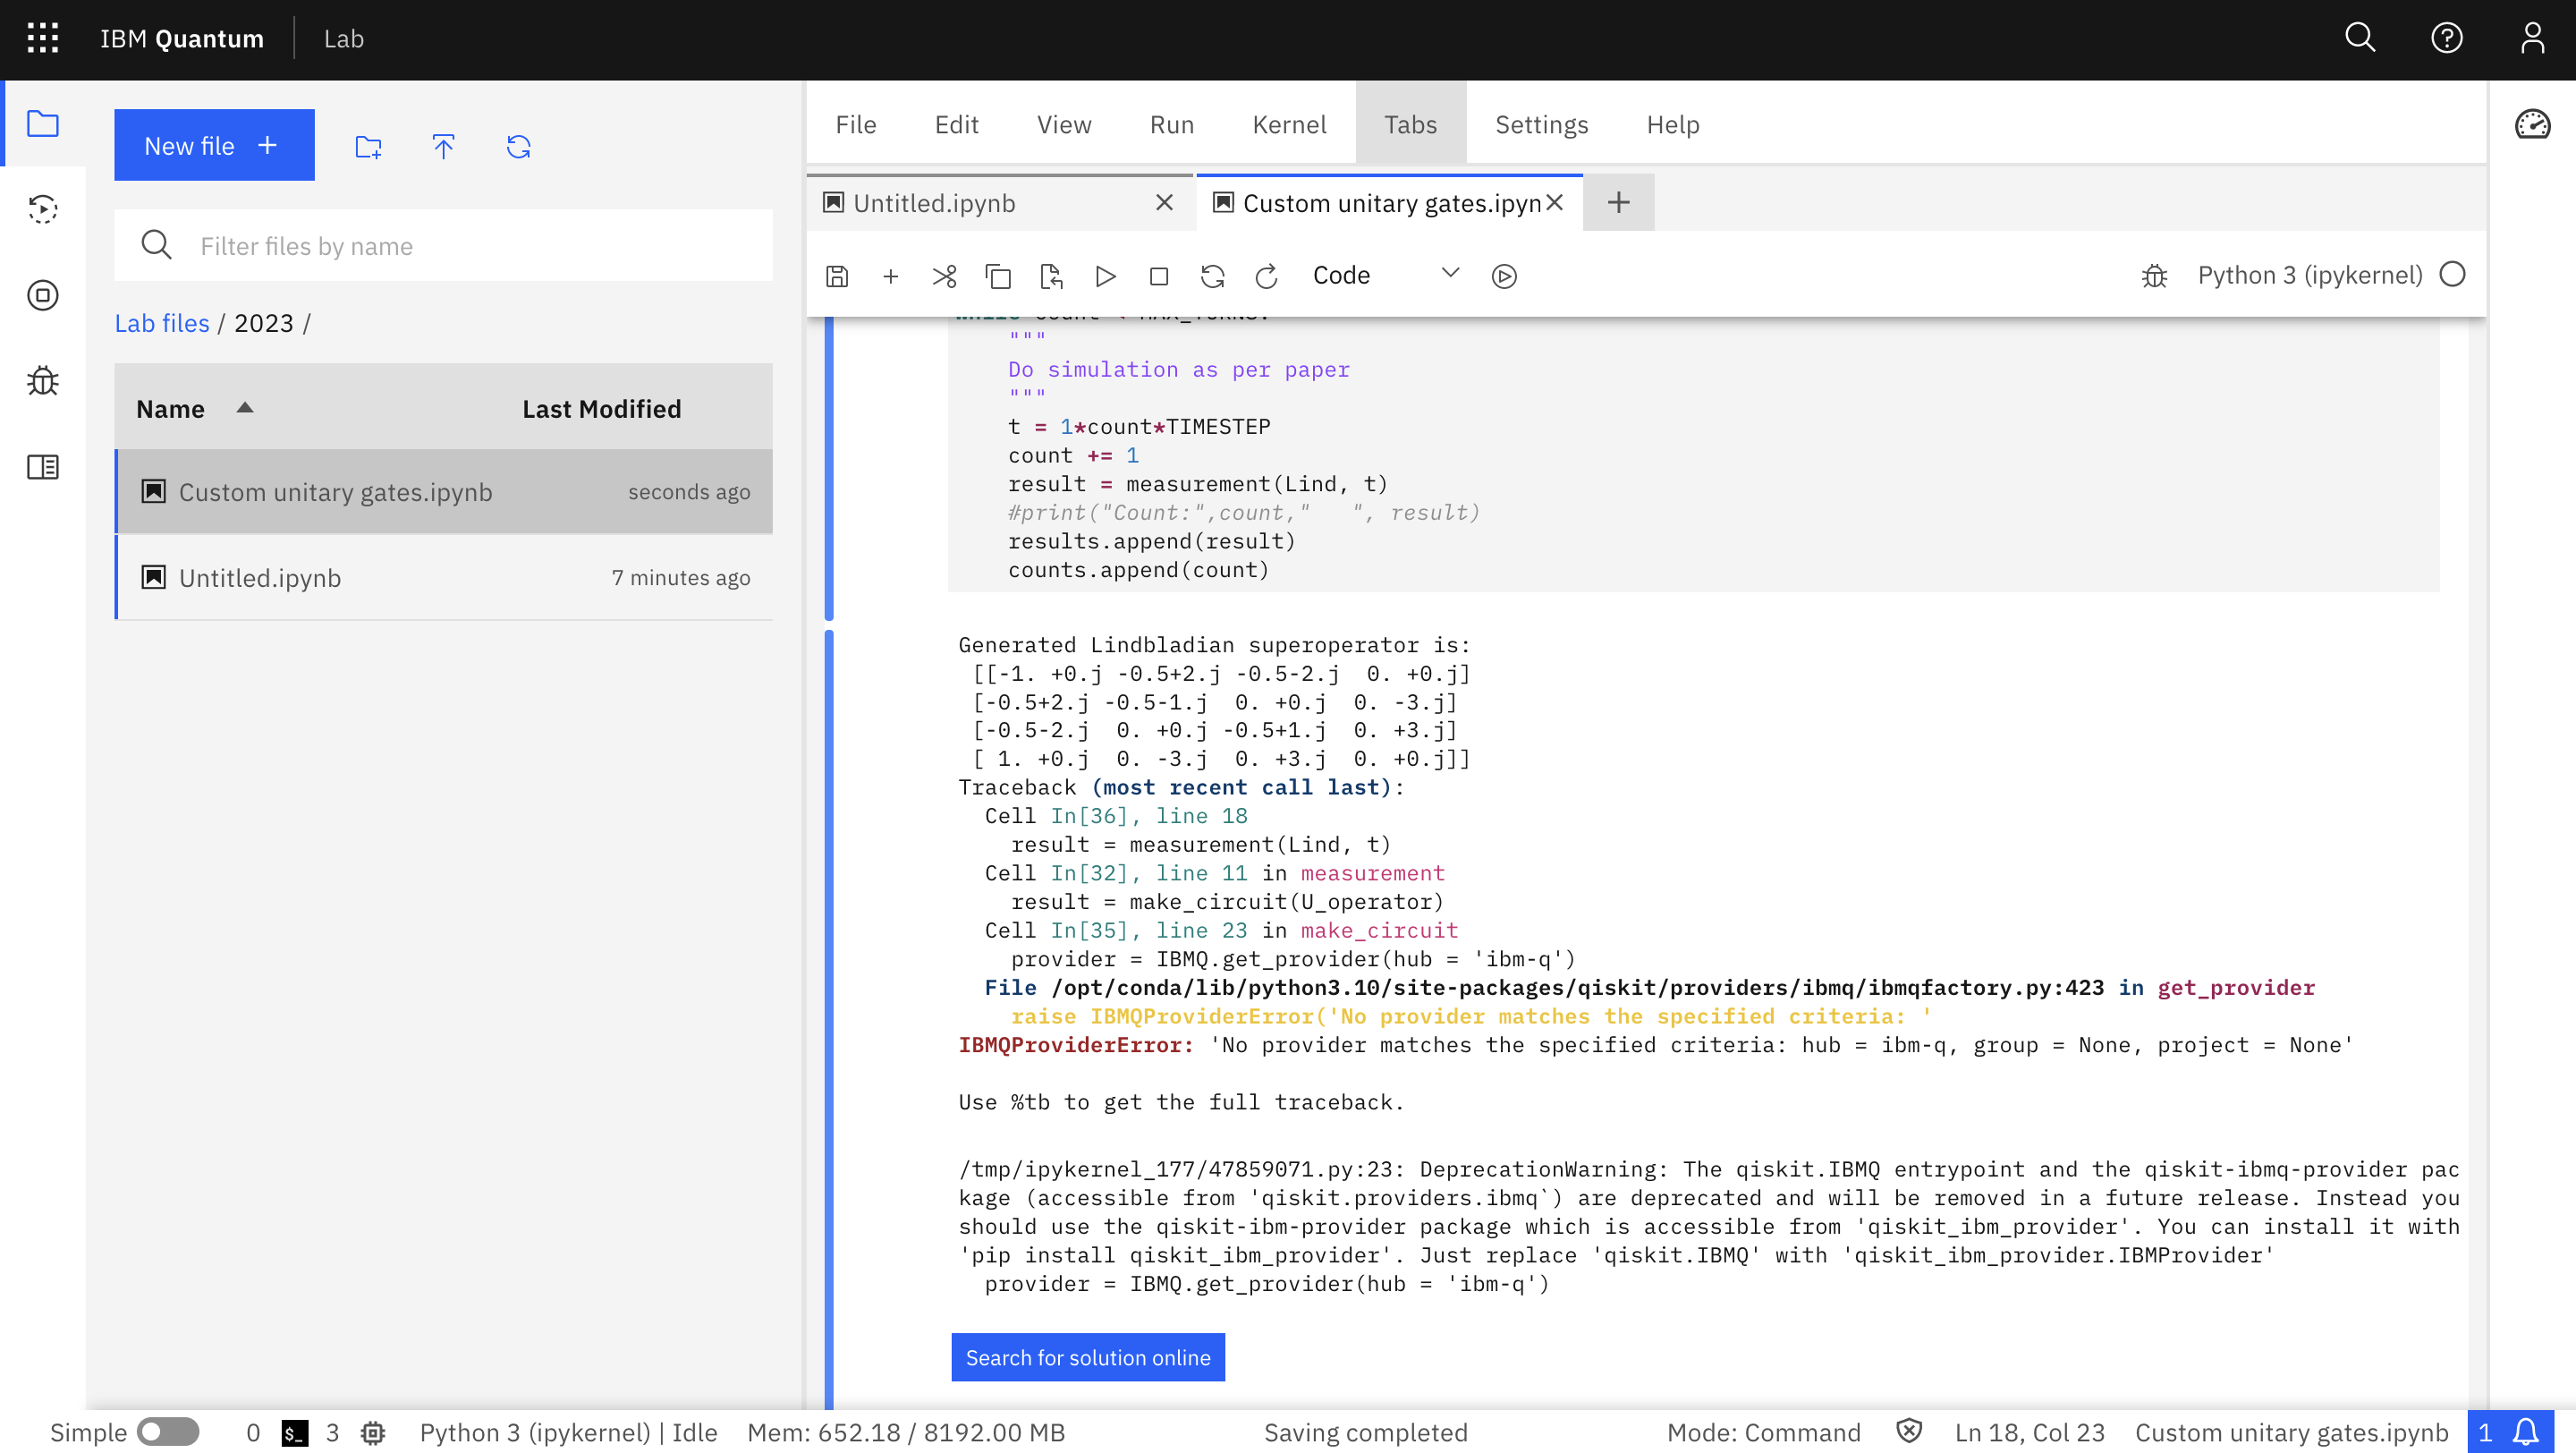 IBM Quantum Lab
New file +
Filter files by name
Lab files / 2023 /
Name Last Modified
Custom unitary gates.ipynb seconds ago
Untitled.ipynb 7 minutes ago
File Edit View Run Kernel Tabs Settings Help
Untitled.ipynb Custom unitary gates.ipyn
Code Python 3 (ipykernel)
"""
Do simulation as per paper
"""
t = 1*count*TIMESTEP
count += 1
result = measurement(Lind, t)
#print("Count:",count,"   ", result)
results.append(result)
counts.append(count)
Generated Lindbladian superoperator is:
[[-1. +0.j -0.5+2.j -0.5-2.j  0. +0.j]
[-0.5+2.j -0.5-1.j  0. +0.j  0. -3.j]
[-0.5-2.j  0. +0.j -0.5+1.j  0. +3.j]
[ 1. +0.j  0. -3.j  0. +3.j  0. +0.j]]
Traceback (most recent call last):
Cell In[36], line 18
result = measurement(Lind, t)
Cell In[32], line 11 in measurement
result = make_circuit(U_operator)
Cell In[35], line 23 in make_circuit
provider = IBMQ.get_provider(hub = 'ibm-q')
File /opt/conda/lib/python3.10/site-packages/qiskit/providers/ibmq/ibmqfactory.py:423 in get_provider
raise IBMQProviderError('No provider matches the specified criteria: '
IBMQProviderError: 'No provider matches the specified criteria: hub = ibm-q, group = None, project = None'
Use %tb to get the full traceback.
/tmp/ipykernel_177/47859071.py:23: DeprecationWarning: The qiskit.IBMQ entrypoint and the qiskit-ibmq-provider pac
kage (accessible from 'qiskit.providers.ibmq`) are deprecated and will be removed in a future release. Instead you
should use the qiskit-ibm-provider package which is accessible from 'qiskit_ibm_provider'. You can install it with
'pip install qiskit_ibm_provider'. Just replace 'qiskit.IBMQ' with 'qiskit_ibm_provider.IBMProvider'
provider = IBMQ.get_provider(hub = 'ibm-q')
Search for solution online
Simple 0 $_ 3 Python 3 (ipykernel) | Idle Mem: 652.18 / 8192.00 MB Saving completed Mode: Command Ln 18, Col 23 Custom unitary gates.ipynb 1